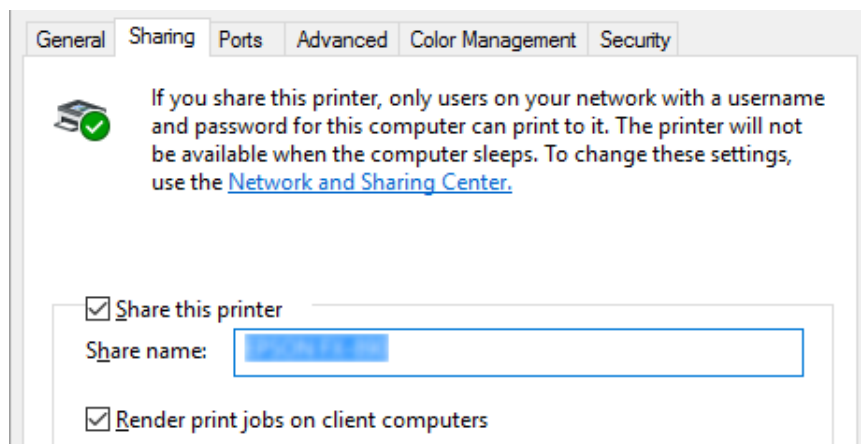 General Sharing Ports Advanced Color Management Security
If you share this printer, only users on your network with a username
and password for this computer can print to it. The printer will not
be available when the computer sleeps. To change these settings,
use the Network and Sharing Center.
Share this printer
Share name:
Render print jobs on client computers